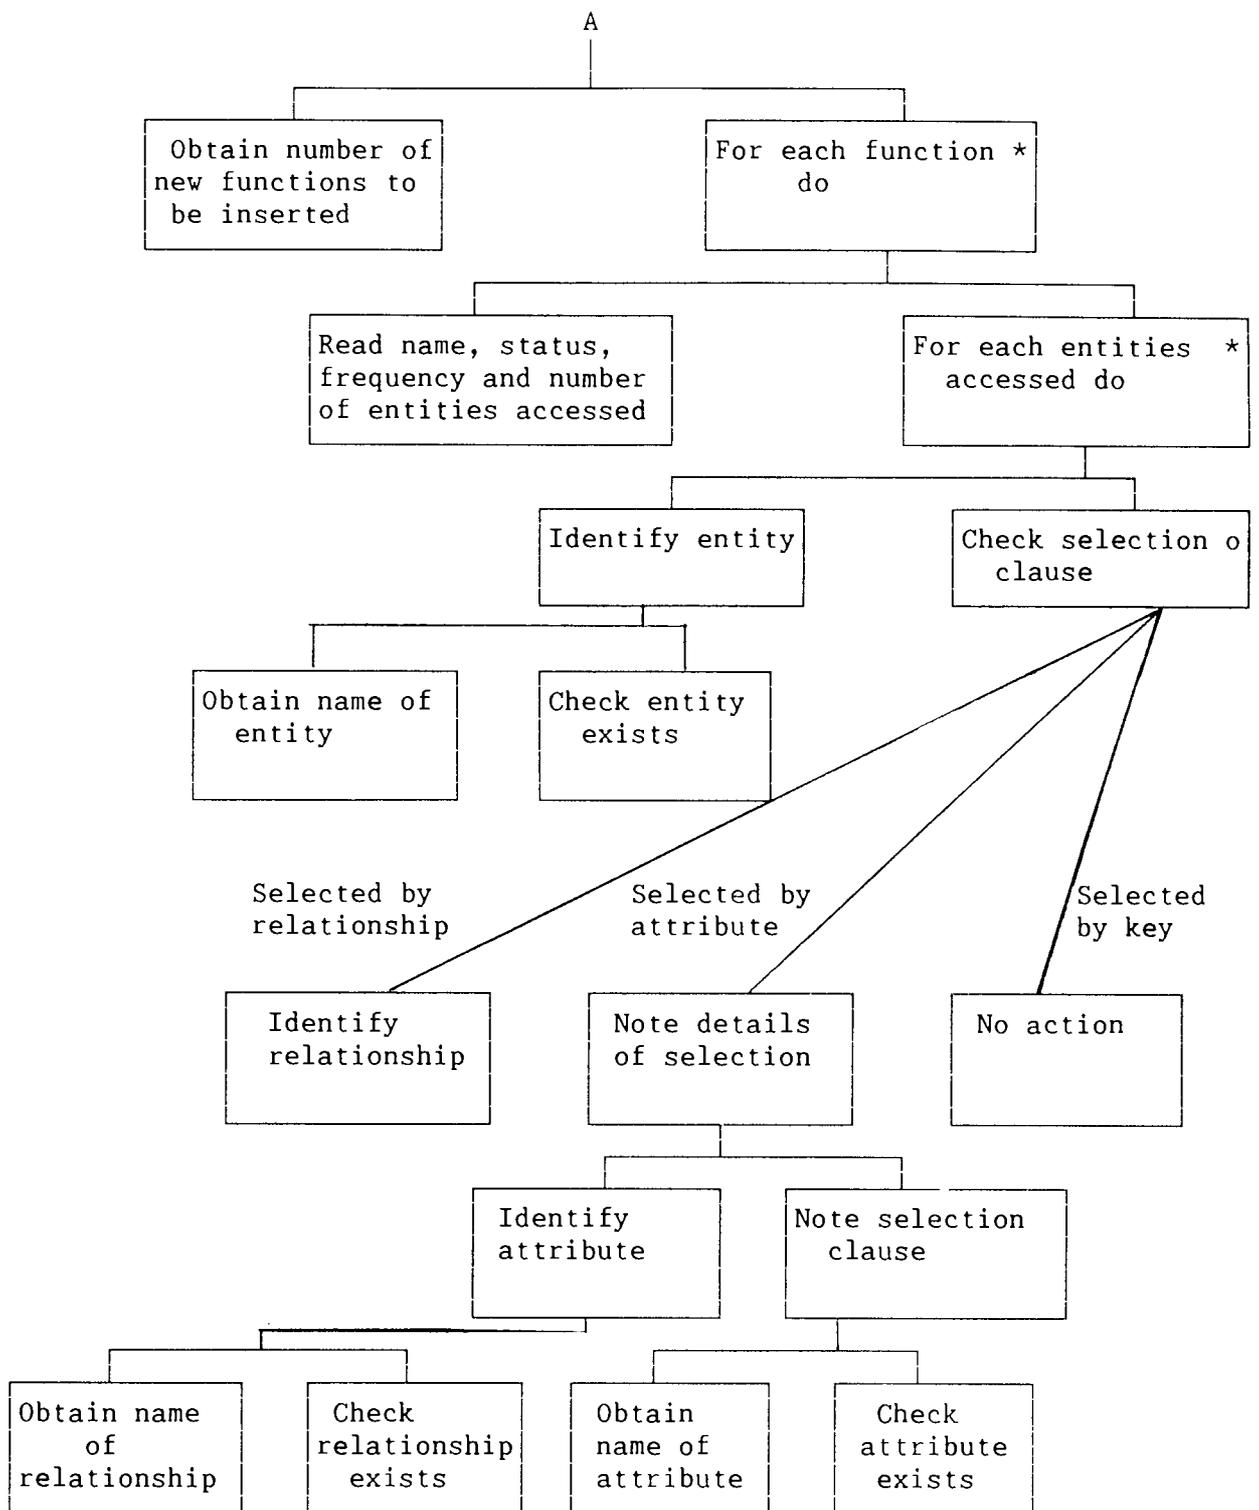 A
Obtain number of
new functions to
be inserted
For each function *
do
Read name, status,
frequency and number
of entities accessed
For each entities *
accessed do
Identify entity
Check selection o
clause
Obtain name of
entity
Check entity
exists
Selected by
relationship
Selected by
attribute
Selected
by key
Identify
relationship
Note details
of selection
No action
Identify
attribute
Note selection
clause
Obtain name
of
relationship
Check
relationship
exists
Obtain
name of
attribute
Check
attribute
exists